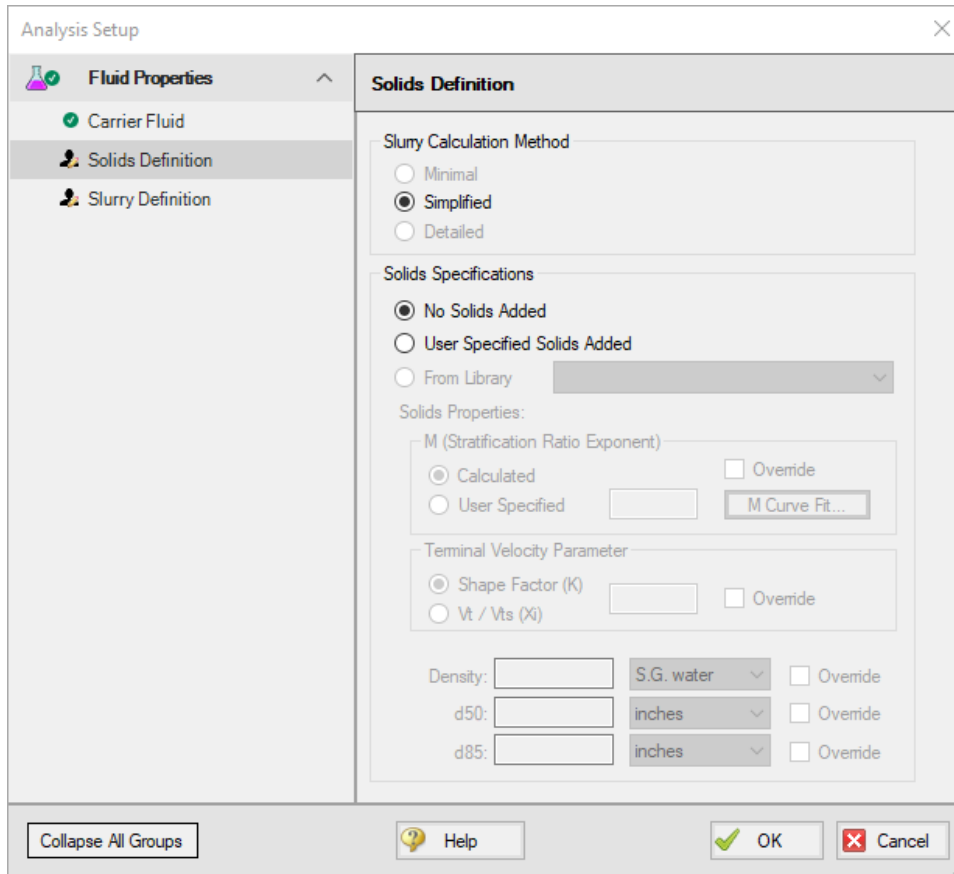 Analysis Setup
Fluid Properties
Carrier Fluid
Solids Definition
Slurry Definition
Solids Definition
Slurry Calculation Method
Minimal
Simplified
Detailed
Solids Specifications
No Solids Added
User Specified Solids Added
From Library
Solids Properties:
M (Stratification Ratio Exponent)
Calculated
Override
User Specified
M Curve Fit...
Terminal Velocity Parameter
Shape Factor (K)
Override
Vt / Vts (Xi)
Density: S.G. water Override
d50: inches Override
d85: inches Override
Collapse All Groups
Help
OK
Cancel